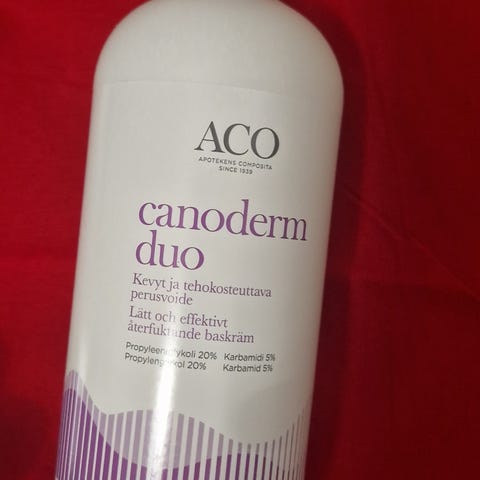 ACO
APOTEKENS COMPOSITA
SINCE 1939
canoderm
duo
Kevyt ja tehokosteuttava
perusvoide
Lätt och effektivt
återfuktande baskräm
Propyleeniglykoli 20% Karbamidi 5%
Propylenglykol 20% Karbamid 5%